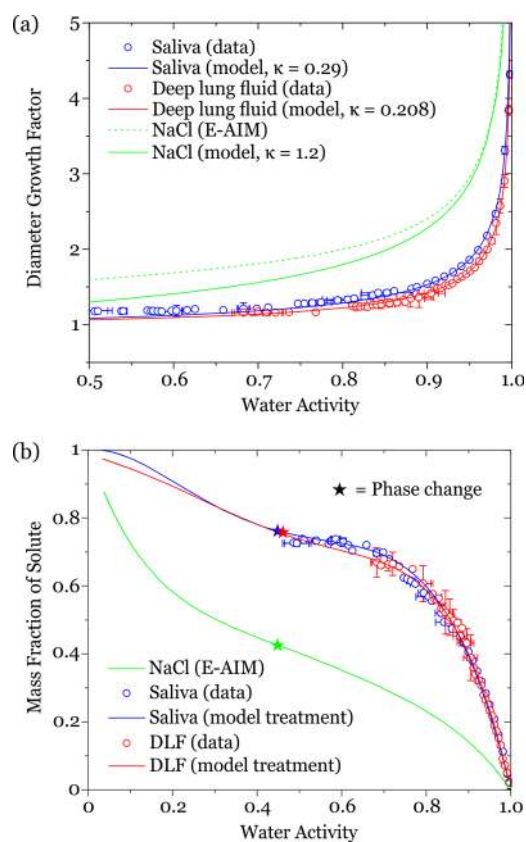 (a)
5
Saliva (data)
Saliva (model, κ = 0.29)
Deep lung fluid (data)
Deep lung fluid (model, κ = 0.208)
NaCl (E-AIM)
NaCl (model, κ = 1.2)
4
3
2
1
Diameter Growth Factor
0.5 0.6 0.7 0.8 0.9 1.0
Water Activity
(b)
1
★ = Phase change
0.8
0.6
0.4
0.2
0
Mass Fraction of Solute
NaCl (E-AIM)
Saliva (data)
Saliva (model treatment)
DLF (data)
DLF (model treatment)
0 0.2 0.4 0.6 0.8 1.0
Water Activity